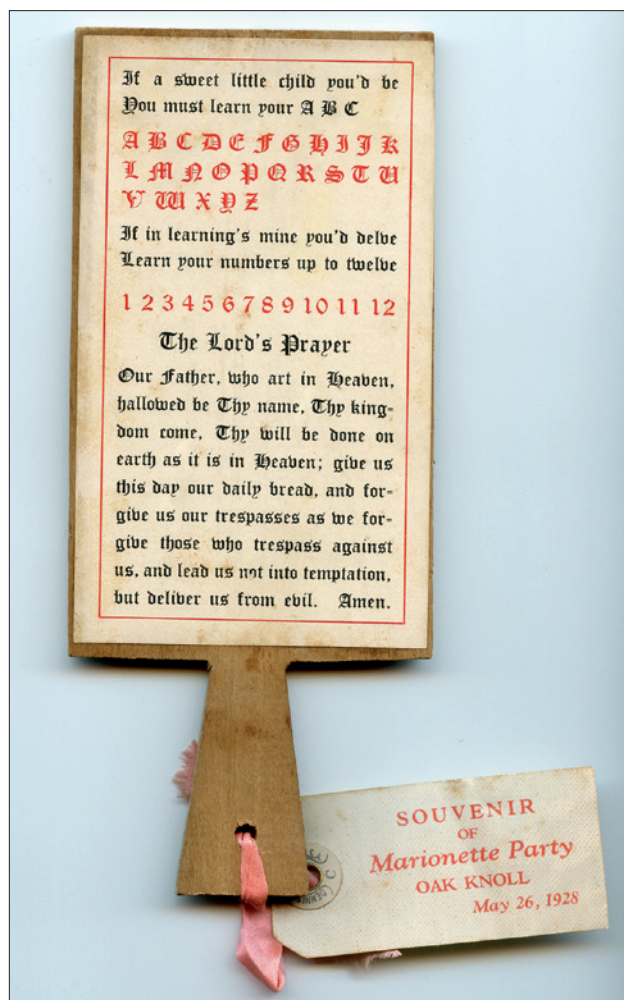 If a sweet little child you'd be
You must learn your A B C
A B C D E F G H I J K
L M N O P Q R S T U
V W X Y Z
If in learning's mine you'd delve
Learn your numbers up to twelve
1 2 3 4 5 6 7 8 9 10 11 12
The Lord's Prayer
Our Father, who art in Heaven,
hallowed be Thy name, Thy king-
dom come, Thy will be done on
earth as it is in Heaven; give us
this day our daily bread, and for-
give us our trespasses as we for-
give those who trespass against
us, and lead us not into temptation,
but deliver us from evil. Amen.
SOUVENIR
OF
Marionette Party
OAK KNOLL
May 26, 1928